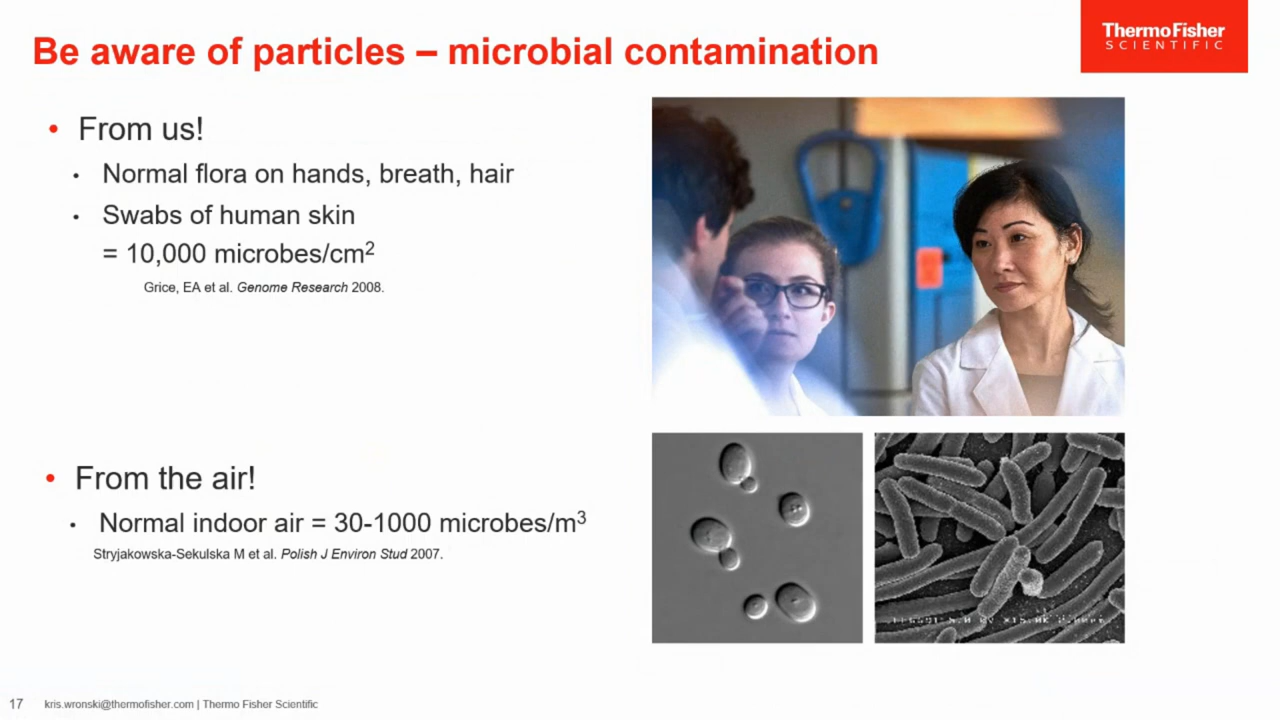 Be aware of particles – microbial contamination
ThermoFisher
SCIENTIFIC
• From us!
• Normal flora on hands, breath, hair
• Swabs of human skin
= 10,000 microbes/cm2
Grice, EA et al. Genome Research 2008.
• From the air!
• Normal indoor air = 30-1000 microbes/m3
Stryjakowska-Sekulska M et al. Polish J Environ Stud 2007.
17 kris.wronski@thermofisher.com | Thermo Fisher Scientific